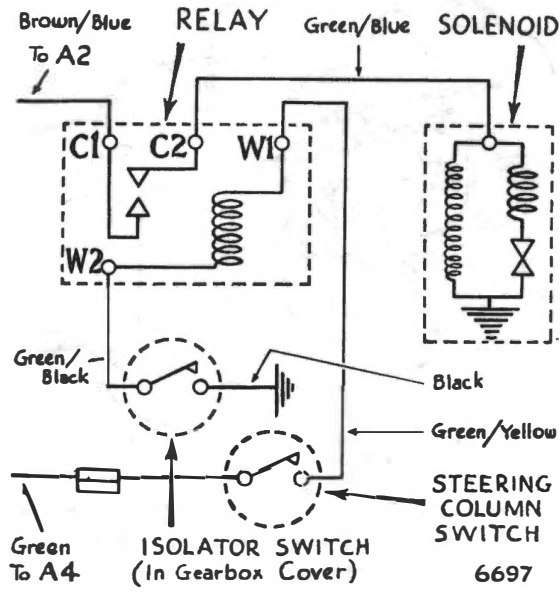 Brown/Blue
To A2
RELAY
Green/Blue
SOLENOID
C1
C2
W1
W2
Green/
Black
Black
Green/Yellow
STEERING
COLUMN
SWITCH
Green
To A4
ISOLATOR SWITCH
(In Gearbox Cover)
6697